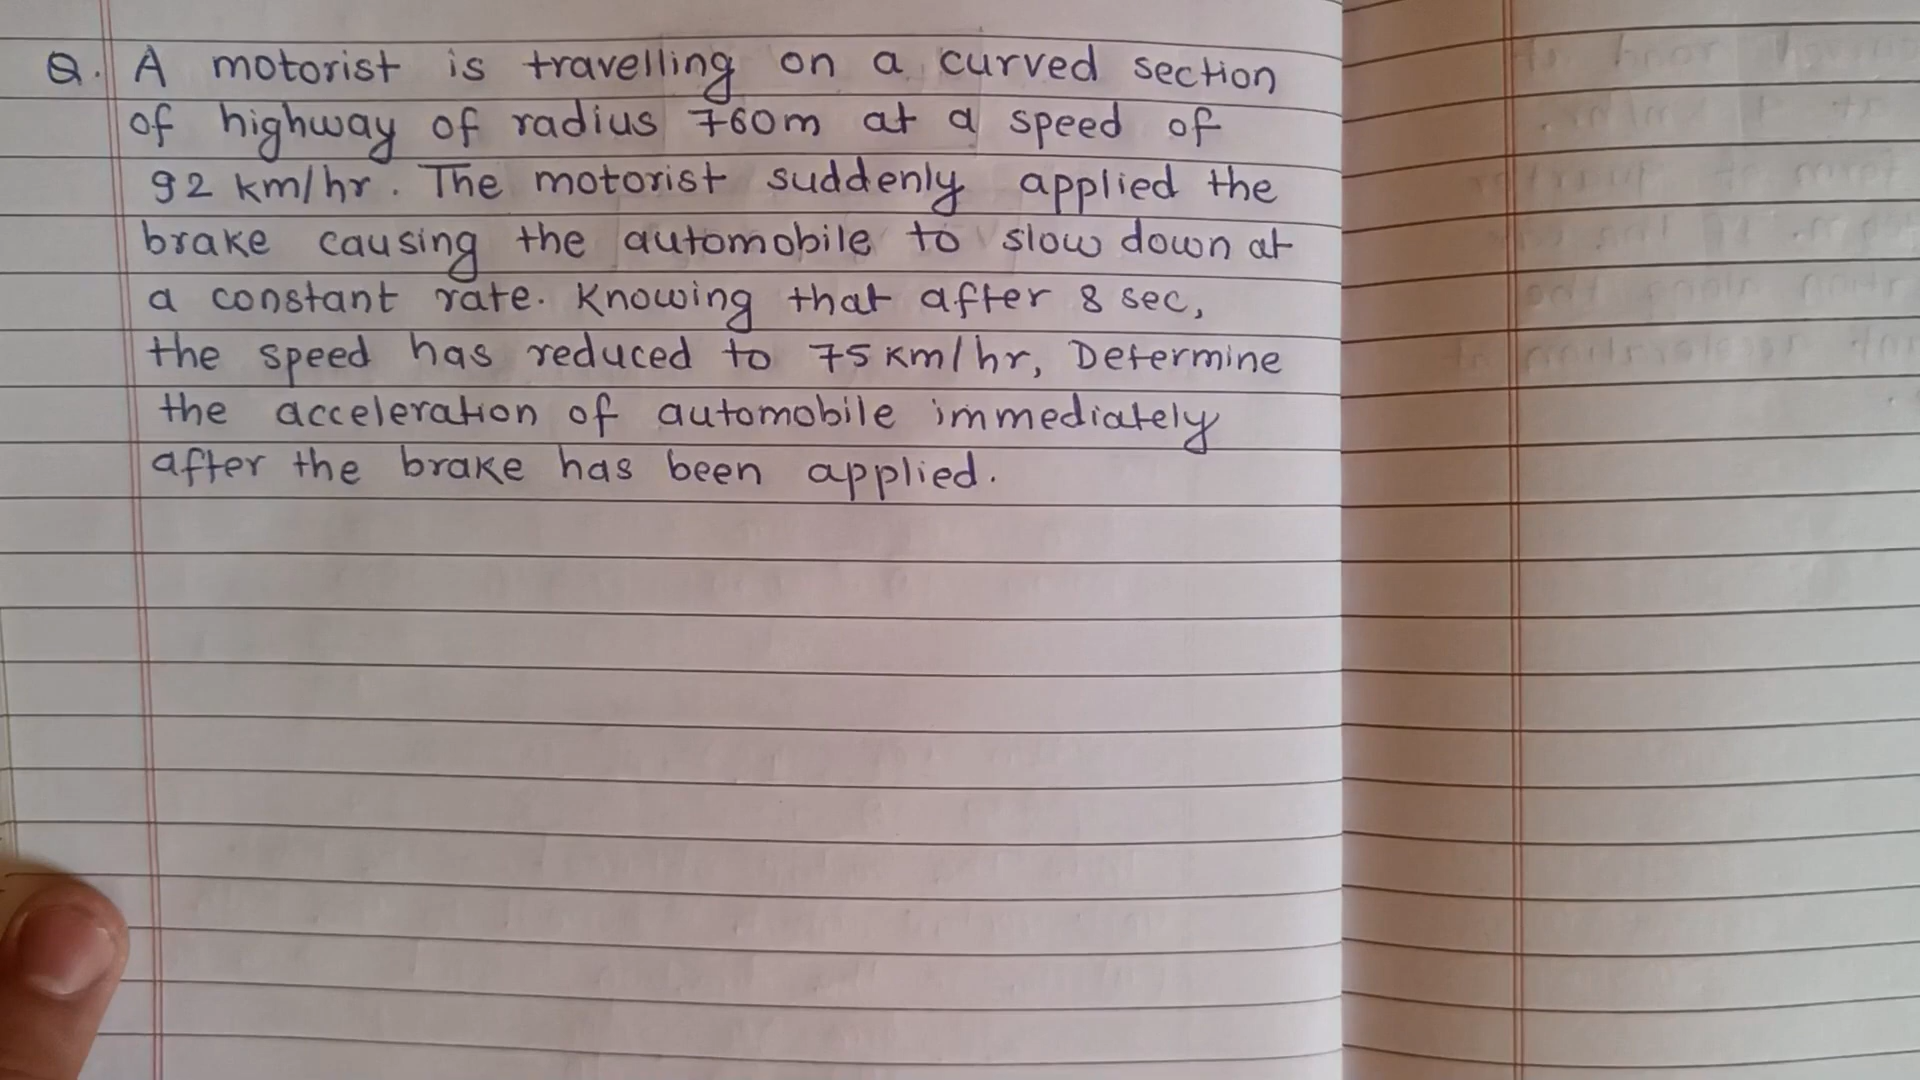 Q. A motorist is travelling on a curved section
of highway of radius 760m at a speed of
92 km/hr. The motorist suddenly applied the
brake causing the automobile to slow down at
a constant rate. Knowing that after 8 sec,
the speed has reduced to 75 km/hr, Determine
the acceleration of automobile immediately
after the brake has been applied.